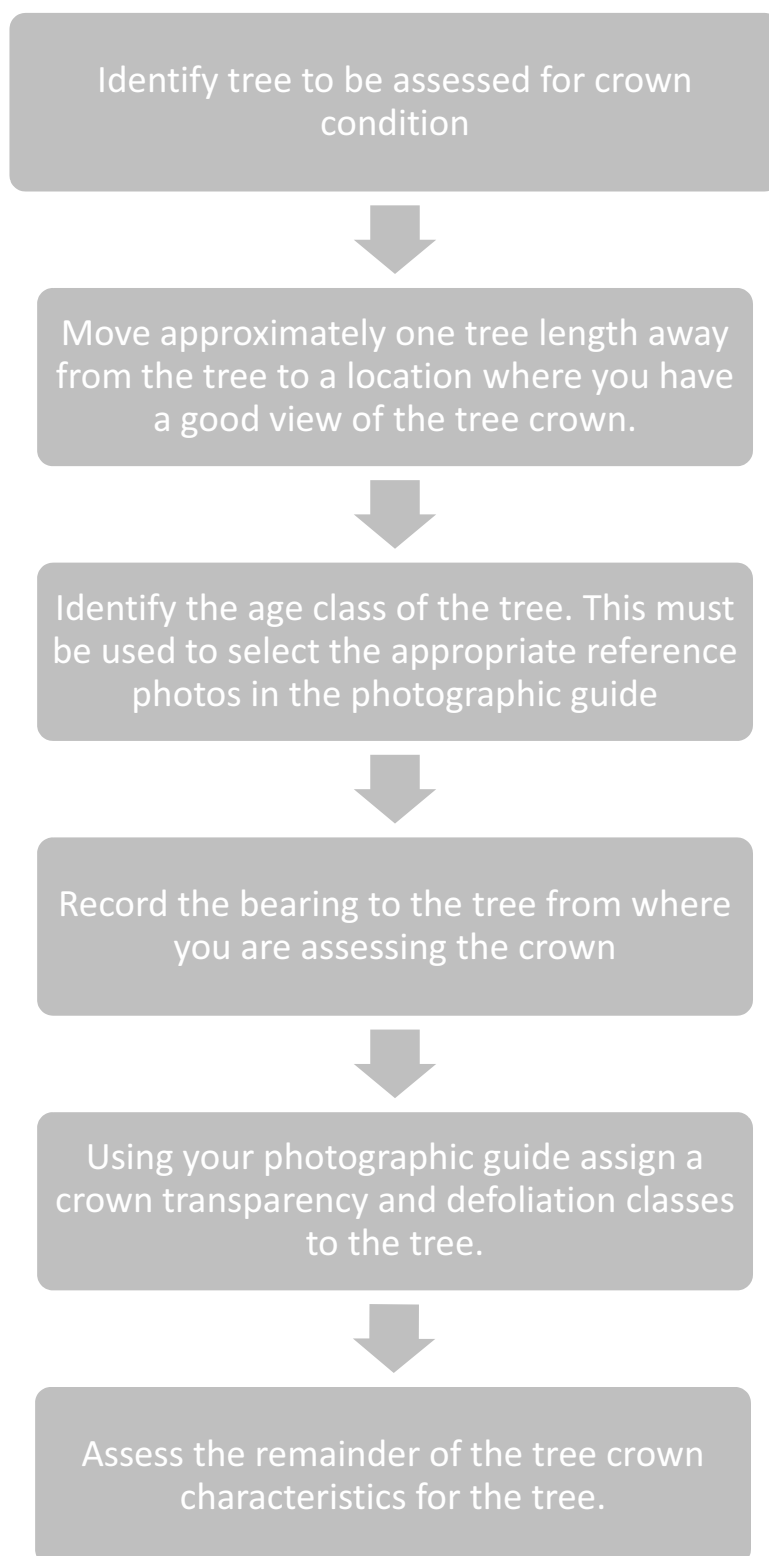 Identify tree to be assessed for crown
condition
Move approximately one tree length away
from the tree to a location where you have
a good view of the tree crown.
Identify the age class of the tree. This must
be used to select the appropriate reference
photos in the photographic guide
Record the bearing to the tree from where
you are assessing the crown
Using your photographic guide assign a
crown transparency and defoliation classes
to the tree.
Assess the remainder of the tree crown
characteristics for the tree.